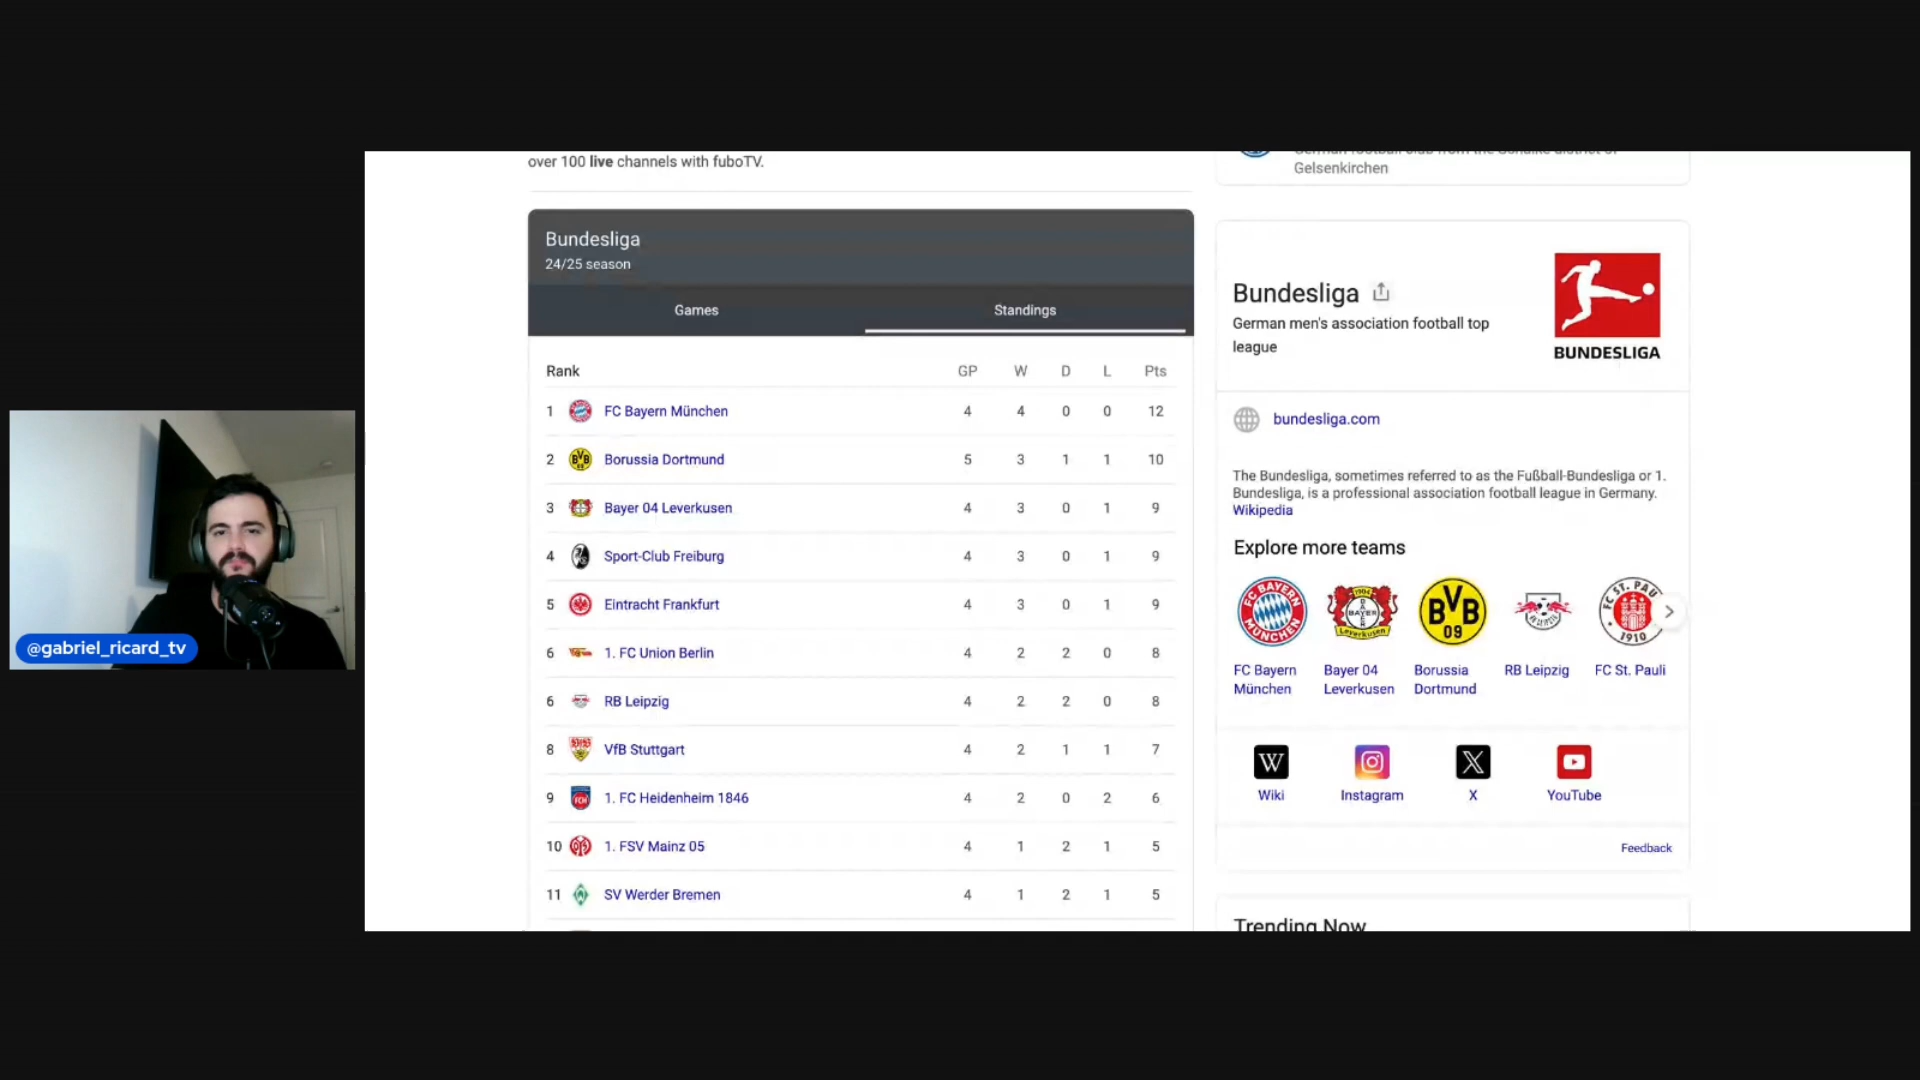 over 100 live channels with fuboTV.
Gelsenkirchen
Bundesliga
24/25 season
Games Standings
Rank GP W D L Pts
1 FC Bayern München 4 4 0 0 12
2 Borussia Dortmund 5 3 1 1 10
3 Bayer 04 Leverkusen 4 3 0 1 9
4 Sport-Club Freiburg 4 3 0 1 9
5 Eintracht Frankfurt 4 3 0 1 9
6 1. FC Union Berlin 4 2 2 0 8
6 RB Leipzig 4 2 2 0 8
8 VfB Stuttgart 4 2 1 1 7
9 1. FC Heidenheim 1846 4 2 0 2 6
10 1. FSV Mainz 05 4 1 2 1 5
11 SV Werder Bremen 4 1 2 1 5
Bundesliga
German men's association football top
league
BUNDESLIGA
bundesliga.com
The Bundesliga, sometimes referred to as the Fußball-Bundesliga or 1.
Bundesliga, is a professional association football league in Germany.
Wikipedia
Explore more teams
FC Bayern
München
Bayer 04
Leverkusen
Borussia
Dortmund
RB Leipzig
FC St. Pauli
Wiki Instagram X YouTube
Feedback
Trending Now
@gabriel_ricard_tv